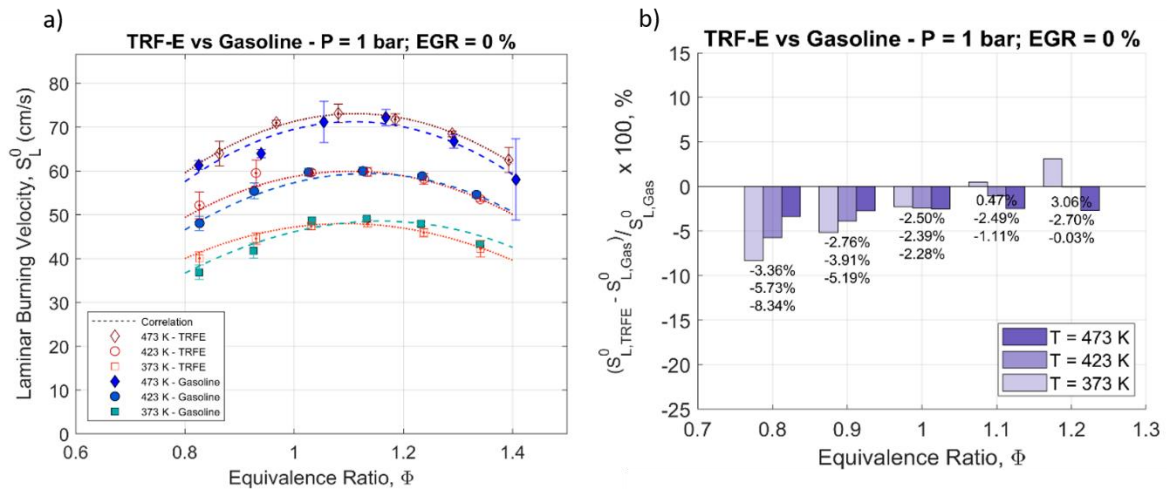 a)
TRF-E vs Gasoline - P = 1 bar; EGR = 0 %
Laminar Burning Velocity, S_L^0 (cm/s)
80
70
60
50
40
30
20
10
0
0.6 0.8 1 1.2 1.4
Equivalence Ratio, Φ
Correlation
473 K - TRFE
423 K - TRFE
373 K - TRFE
473 K - Gasoline
423 K - Gasoline
373 K - Gasoline
b)
TRF-E vs Gasoline - P = 1 bar; EGR = 0 %
(S^0_L,TRFE - S^0_L,Gas)/S^0_L,Gas x 100, %
15
10
5
0
-5
-10
-15
-20
-25
-3.36%
-5.73%
-8.34%
-2.76%
-3.91%
-5.19%
-2.50%
-2.39%
-2.28%
0.47%
-2.49%
-1.11%
3.06%
-2.70%
-0.03%
T = 473 K
T = 423 K
T = 373 K
0.7 0.8 0.9 1 1.1 1.2 1.3
Equivalence Ratio, Φ